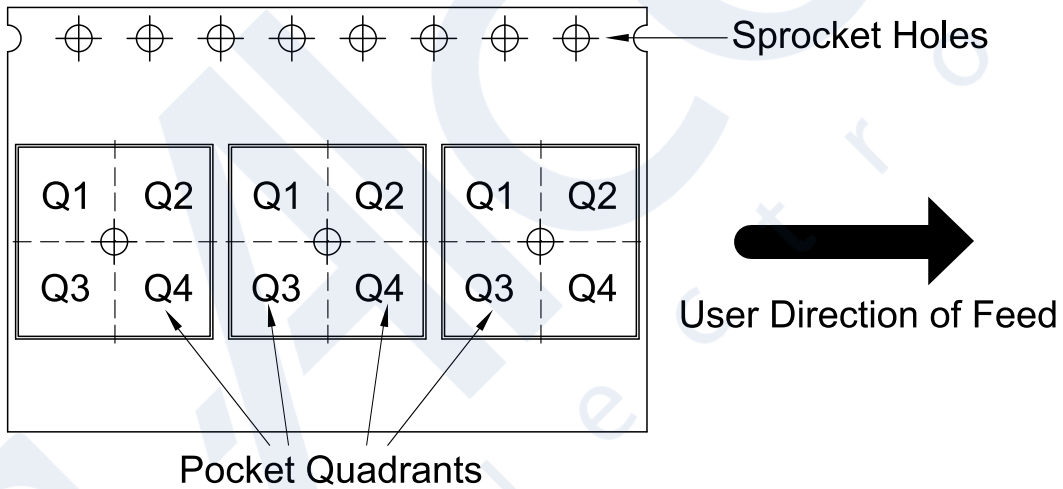 Sprocket Holes
Q1 Q2 Q1 Q2 Q1 Q2
Q3 Q4 Q3 Q4 Q3 Q4
User Direction of Feed
Pocket Quadrants